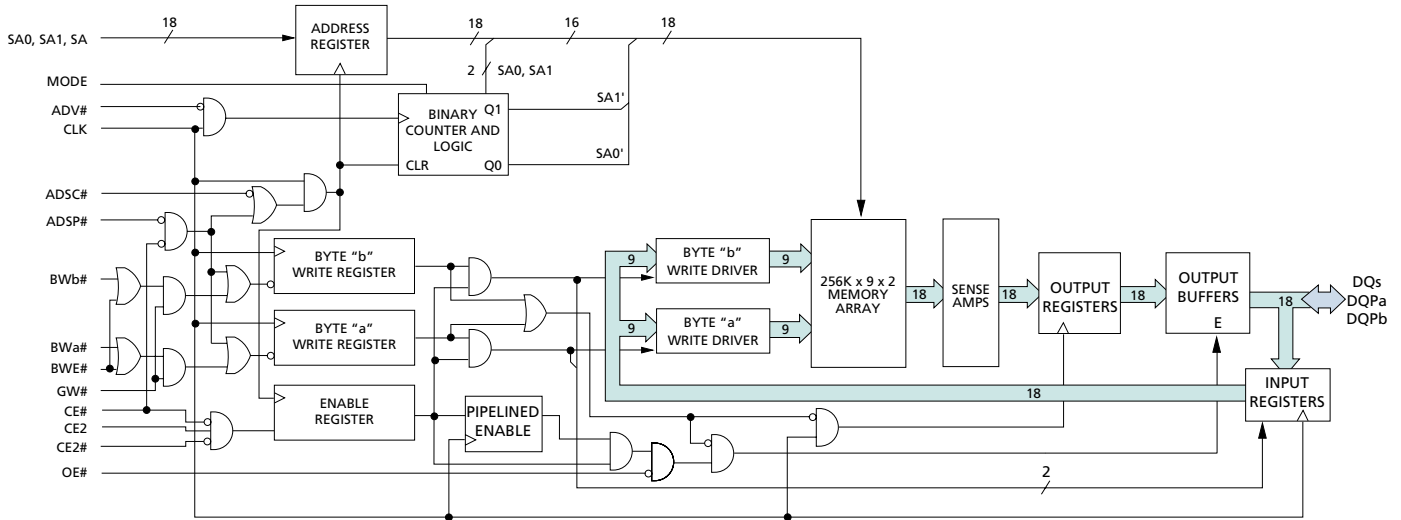 18
ADDRESS
REGISTER
18
16
18
SA0, SA1, SA
2
SA0, SA1
MODE
ADV#
CLK
BINARY
COUNTER AND
LOGIC
Q1
SA1'
CLR
Q0
SA0'
ADSC#
ADSP#
BYTE "b"
WRITE REGISTER
BWb#
9
BYTE "b"
WRITE DRIVER
9
256K x 9 x 2
MEMORY
ARRAY
18
SENSE
AMPS
18
OUTPUT
REGISTERS
18
OUTPUT
BUFFERS
E
18
DQs
DQPa
DQPb
BYTE "a"
WRITE REGISTER
9
BYTE "a"
WRITE DRIVER
9
BWa#
BWE#
GW#
CE#
CE2
CE2#
OE#
ENABLE
REGISTER
PIPELINED
ENABLE
18
INPUT
REGISTERS
2